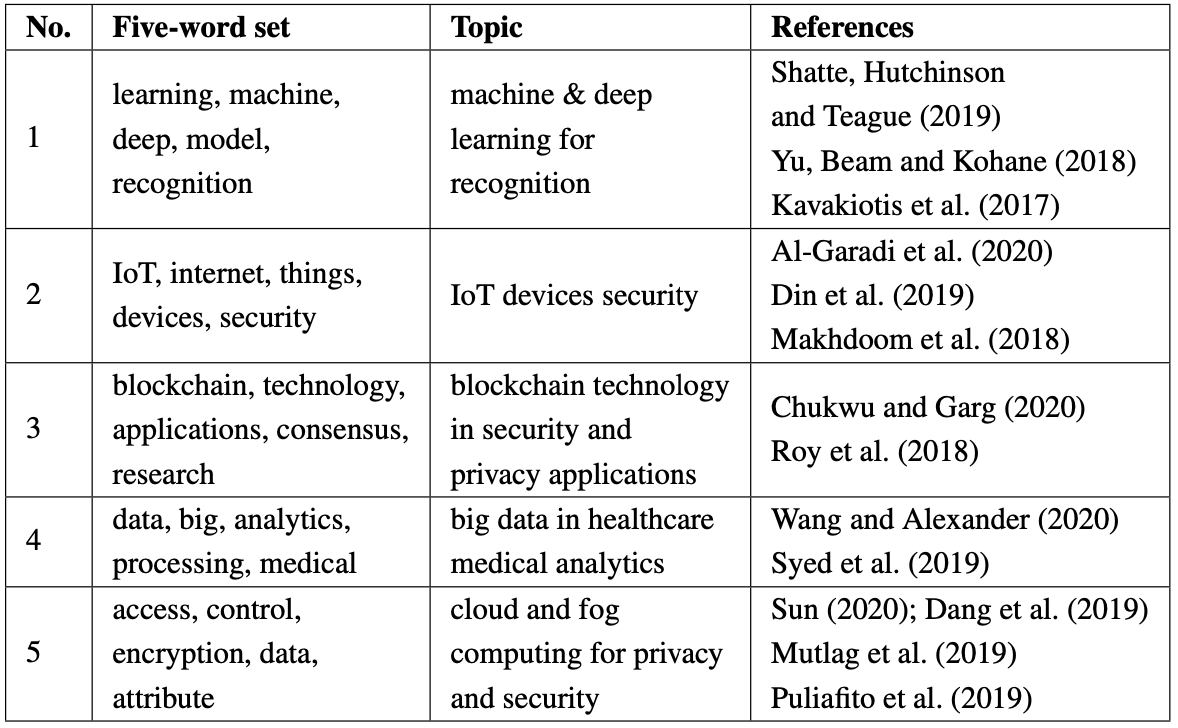 No. Five-word set Topic References
1
learning, machine,
deep, model,
recognition
machine & deep
learning for
recognition
Shatte, Hutchinson
and Teague (2019)
Yu, Beam and Kohane (2018)
Kavakiotis et al. (2017)
2
IoT, internet, things,
devices, security
IoT devices security
Al-Garadi et al. (2020)
Din et al. (2019)
Makhdoom et al. (2018)
3
blockchain, technology,
applications, consensus,
research
blockchain technology
in security and
privacy applications
Chukwu and Garg (2020)
Roy et al. (2018)
4
data, big, analytics,
processing, medical
big data in healthcare
medical analytics
Wang and Alexander (2020)
Syed et al. (2019)
5
access, control,
encryption, data,
attribute
cloud and fog
computing for privacy
and security
Sun (2020); Dang et al. (2019)
Mutlag et al. (2019)
Puliafito et al. (2019)